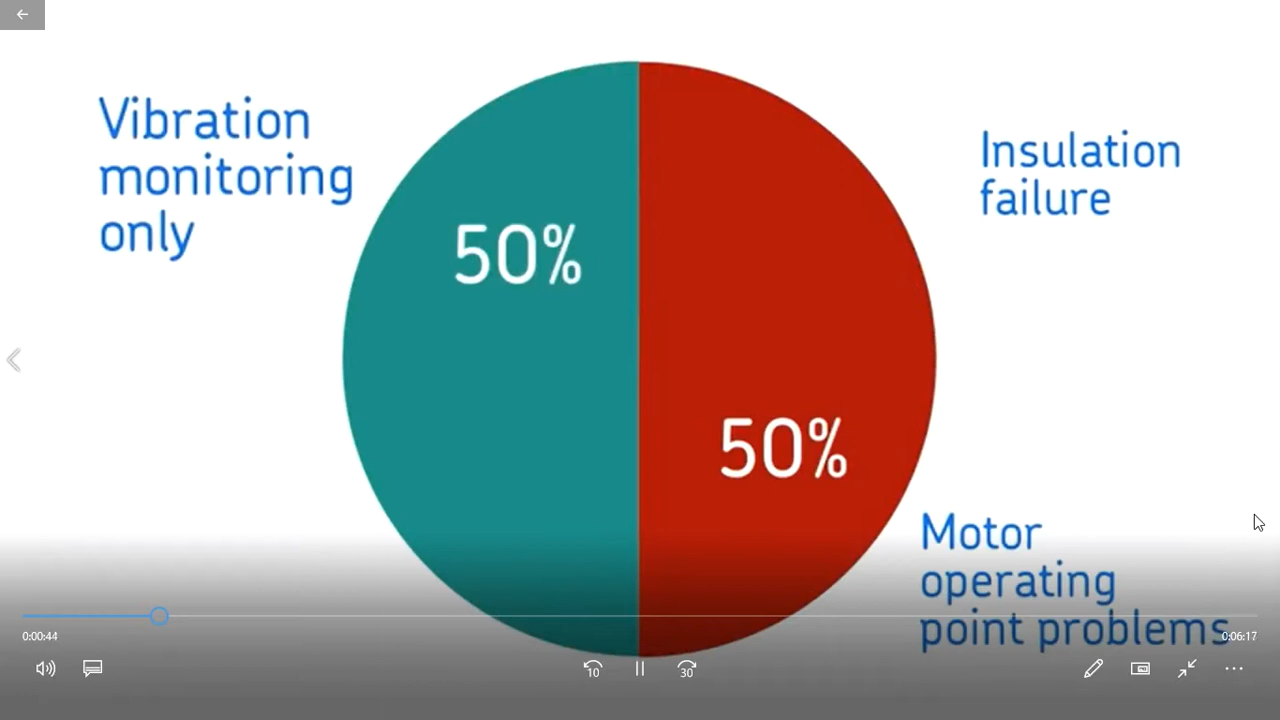 Vibration
monitoring
only
50%
Insulation
failure
50%
Motor
operating
point problems
0:00:44
0:06:17
10
30